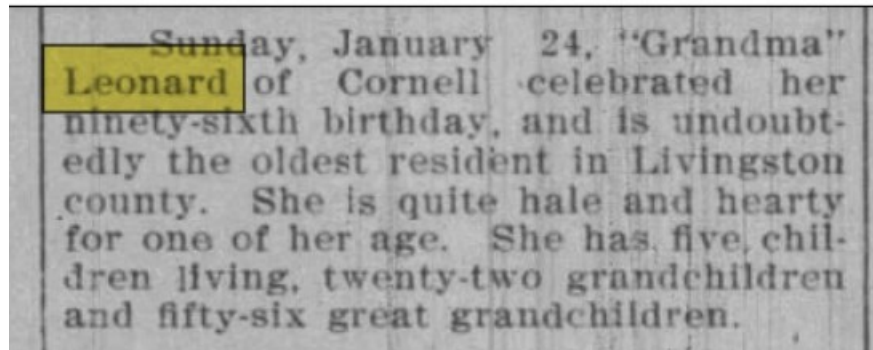 —Sunday, January 24, "Grandma"
Leonard of Cornell celebrated her
ninety-sixth birthday, and is undoubt-
edly the oldest resident in Livingston
county. She is quite hale and hearty
for one of her age. She has five chil-
dren living, twenty-two grandchildren
and fifty-six great grandchildren.